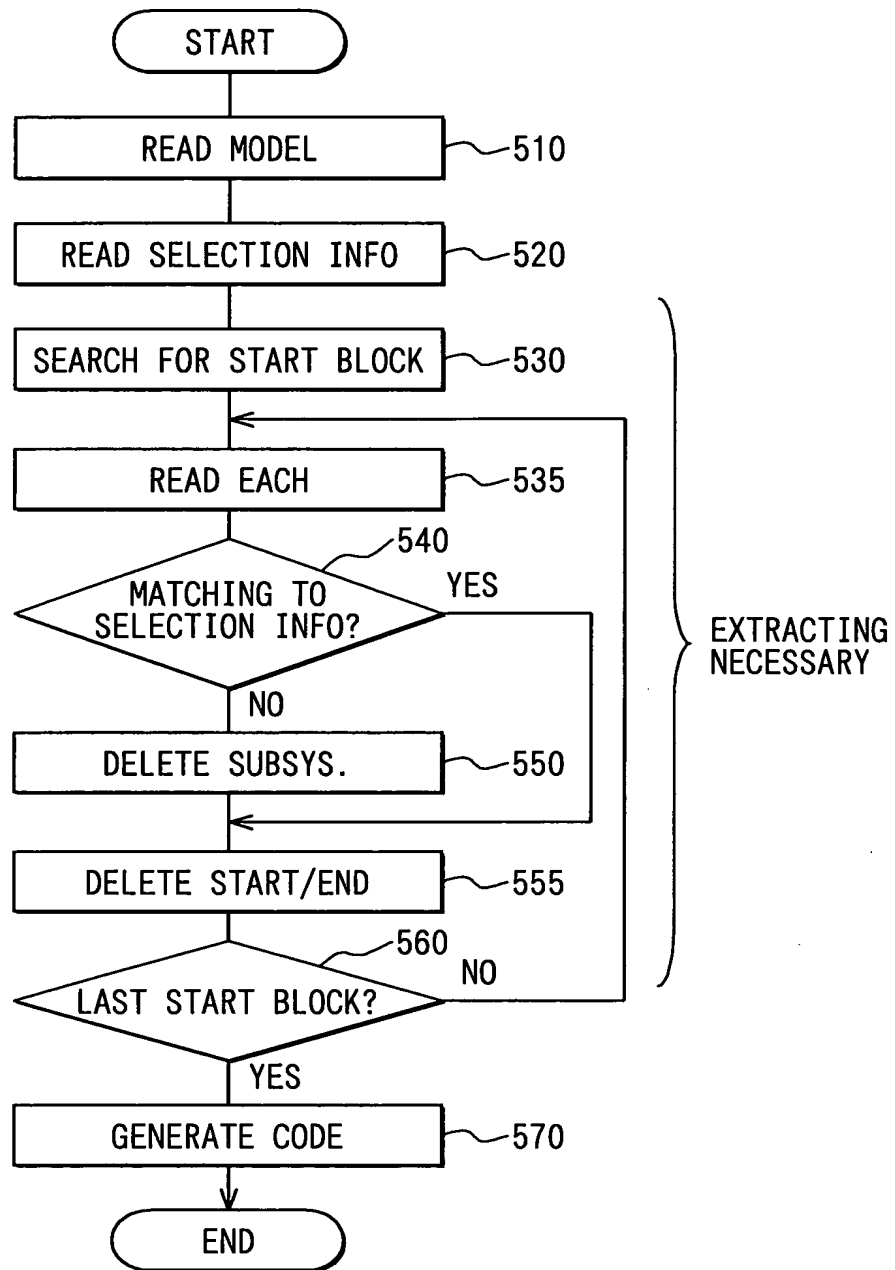 START
READ MODEL
510
READ SELECTION INFO
520
SEARCH FOR START BLOCK
530
READ EACH
535
540
MATCHING TO
SELECTION INFO?
YES
EXTRACTING
NECESSARY
NO
DELETE SUBSYS.
550
DELETE START/END
555
560
LAST START BLOCK?
NO
YES
GENERATE CODE
570
END